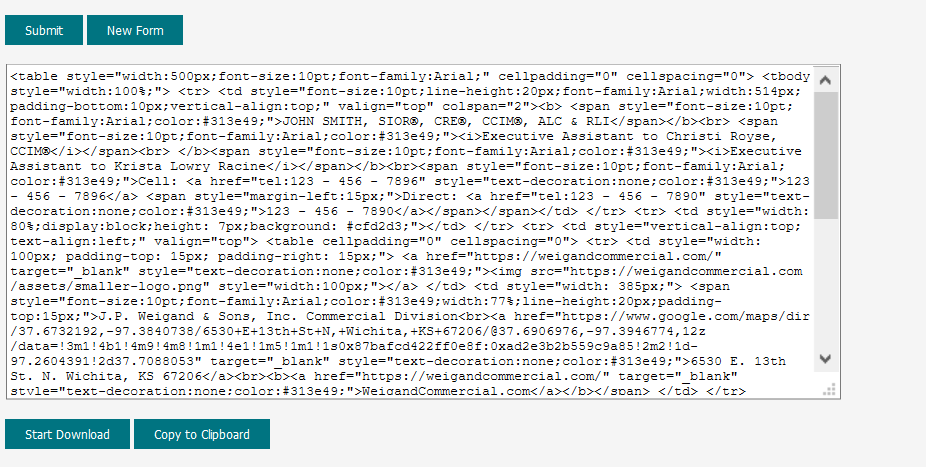 Submit New Form
<table style="width:500px;font-size:10pt;font-family:Arial;" cellpadding="0" cellspacing="0"> <tbody
style="width:100%;"> <tr> <td style="font-size:10pt;line-height:20px;font-family:Arial;width:514px;
padding-bottom:10px;vertical-align:top;" valign="top" colspan="2"><b> <span style="font-size:10pt;
font-family:Arial;color:#313e49;">JOHN SMITH, SIOR®, CRE®, CCIM®, ALC & RLI</span></b><br> <span
style="font-size:10pt;font-family:Arial;color:#313e49;"><i>Executive Assistant to Christi Royse,
CCIM®</i></span><br> </b><span style="font-size:10pt;font-family:Arial;color:#313e49;"><i>Executive
Assistant to Krista Lowry Racine</i></span></b><br><span style="font-size:10pt;font-family:Arial;
color:#313e49;">Cell: <a href="tel:123 - 456 - 7896" style="text-decoration:none;color:#313e49;">123
- 456 - 7896</a> <span style="margin-left:15px;">Direct: <a href="tel:123 - 456 - 7890" style="text-
decoration:none;color:#313e49;">123 - 456 - 7890</a></span></span></td> </tr> <tr> <td style="width:
80%;display:block;height: 7px;background: #cfd2d3;"></td> </tr> <tr> <td style="vertical-align:top;
text-align:left;" valign="top"> <table cellpadding="0" cellspacing="0"> <tr> <td style="width:
100px; padding-top: 15px; padding-right: 15px;"> <a href="https://weigandcommercial.com/"
target="_blank" style="text-decoration:none;color:#313e49;"><img src="https://weigandcommercial.com
/assets/smaller-logo.png" style="width:100px;"></a> </td> <td style="width: 385px;"> <span
style="font-size:10pt;font-family:Arial;color:#313e49;width:77%;line-height:20px;padding-
top:15px;">J.P. Weigand & Sons, Inc. Commercial Division<br><a href="https://www.google.com/maps/dir
/37.6732192,-97.3840738/6530+E+13th+St+N,+Wichita,+KS+67206/@37.6906976,-97.3946774,12z
/data=!3m1!4b1!4m9!4m8!1m1!4e1!1m5!1m1!1s0x87bafcd422ff0e8f:0xad2e3b2b559c9a85!2m2!1d-
97.2604391!2d37.7088053" target="_blank" style="text-decoration:none;color:#313e49;">6530 E. 13th
St. N. Wichita, KS 67206</a><br><b><a href="https://weigandcommercial.com/" target="_blank"
style="text-decoration:none;color:#313e49;">WeigandCommercial.com</a></b></span> </td> </tr>
Start Download Copy to Clipboard